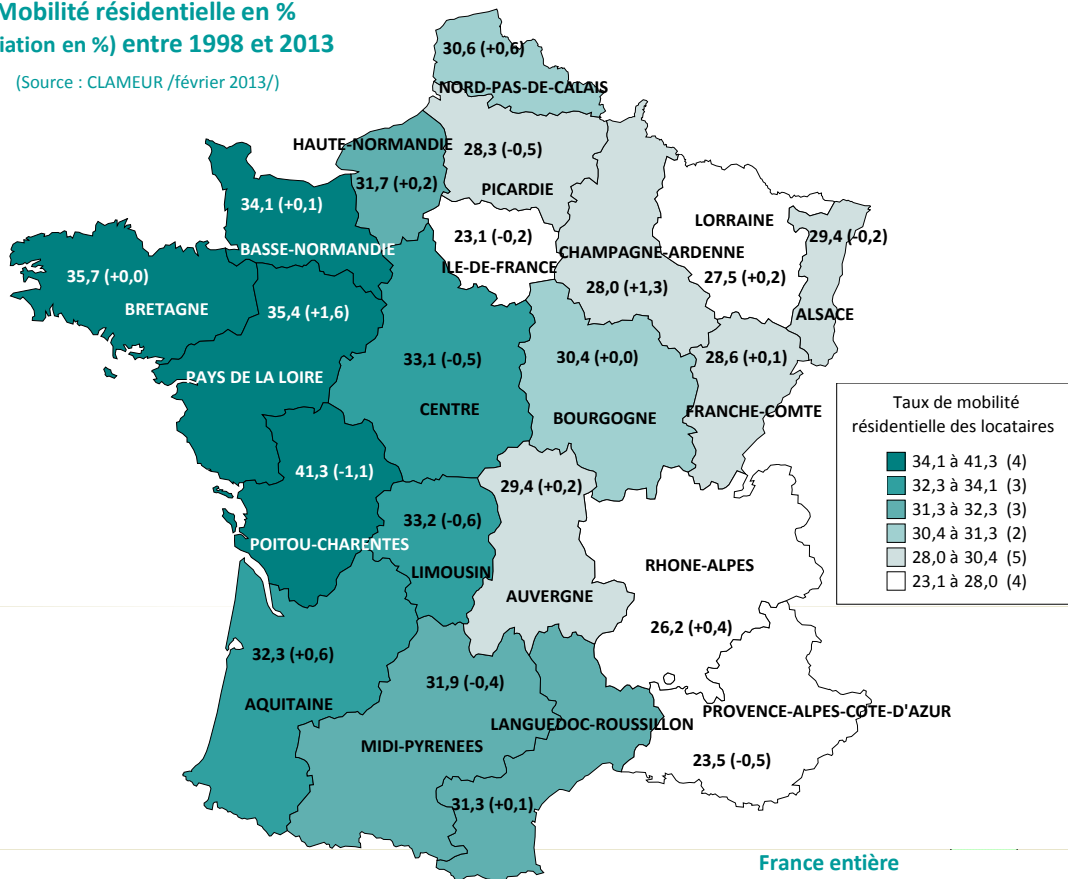 Mobilité résidentielle en %
iation en %) entre 1998 et 2013
(Source : CLAMEUR /février 2013/)
30,6 (+0,6)
NORD-PAS-DE-CALAIS
HAUTE-NORMANDIE
28,3 (-0,5)
31,7 (+0,2)
PICARDIE
34,1 (+0,1)
LORRAINE
23,1 (-0,2)
29,4 (-0,2)
BASSE-NORMANDIE
CHAMPAGNE-ARDENNE
ILE-DE-FRANCE
35,7 (+0,0)
27,5 (+0,2)
28,0 (+1,3)
BRETAGNE
35,4 (+1,6)
ALSACE
33,1 (-0,5)
30,4 (+0,0)
28,6 (+0,1)
PAYS DE LA LOIRE
CENTRE
BOURGOGNE
FRANCHE-COMTE
Taux de mobilité
résidentielle des locataires
34,1 à 41,3 (4)
32,3 à 34,1 (3)
31,3 à 32,3 (3)
30,4 à 31,3 (2)
28,0 à 30,4 (5)
23,1 à 28,0 (4)
41,3 (-1,1)
29,4 (+0,2)
33,2 (-0,6)
POITOU-CHARENTES
LIMOUSIN
RHONE-ALPES
AUVERGNE
26,2 (+0,4)
32,3 (+0,6)
31,9 (-0,4)
AQUITAINE
LANGUEDOC-ROUSSILLON
PROVENCE-ALPES-COTE-D'AZUR
MIDI-PYRENEES
23,5 (-0,5)
31,3 (+0,1)
France entière